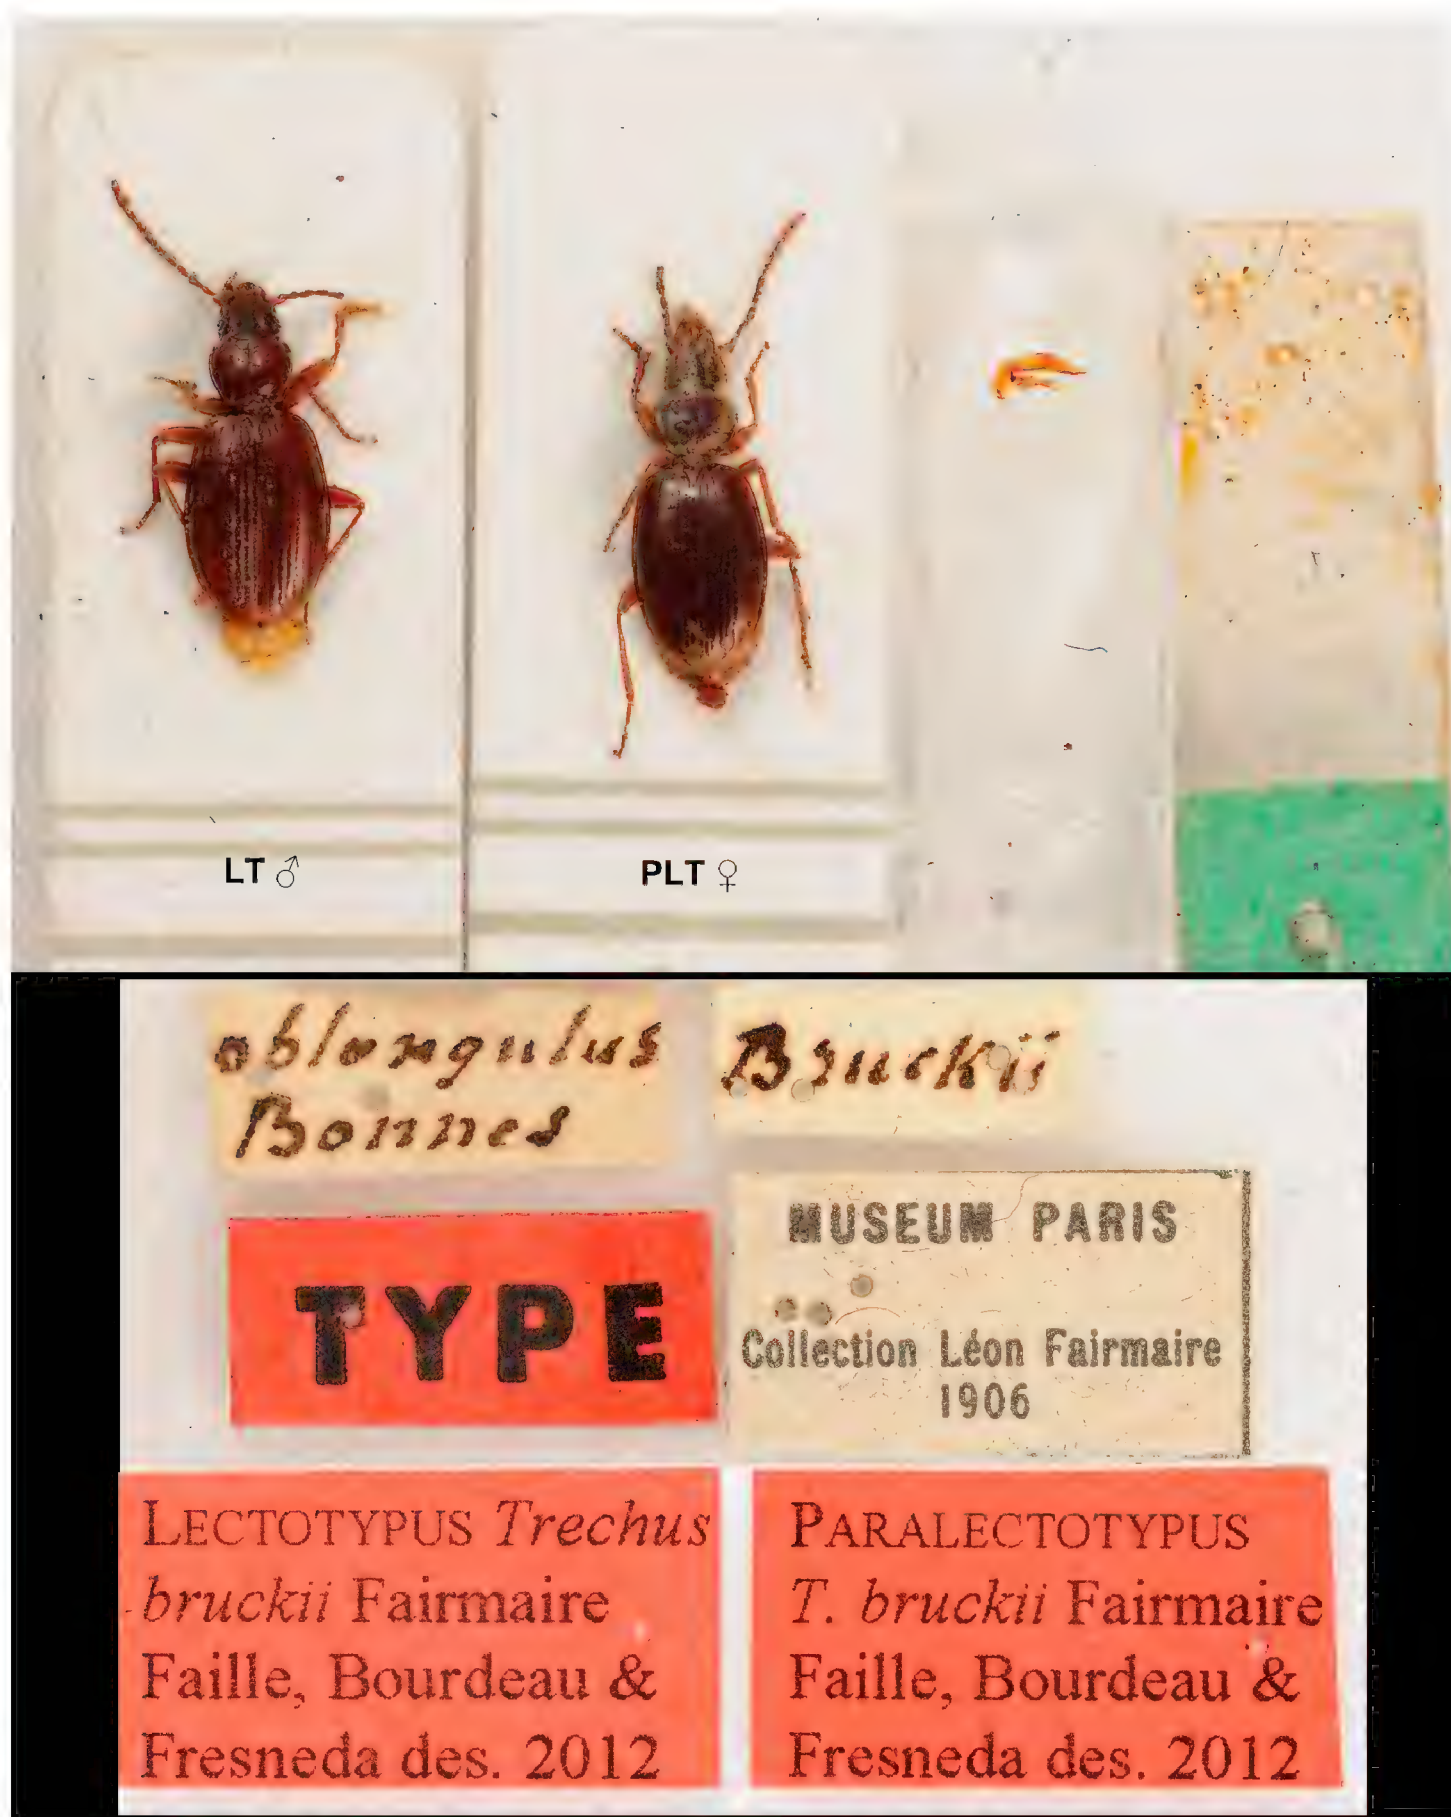 LT ♂
PLT ♀
oblongulus
Bonnes
Bruckii
TYPE
MUSEUM PARIS
Collection Léon Fairmaire
1906
LECTOTYPUS Trechus
bruckii Fairmaire
Faille, Bourdeau &
Fresneda des. 2012
PARALECTOTYPUS
T. bruckii Fairmaire
Faille, Bourdeau &
Fresneda des. 2012